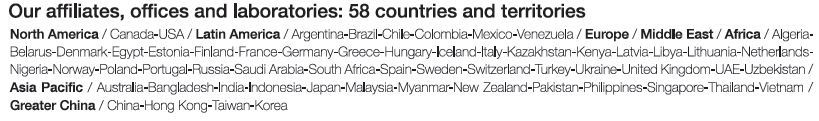 Our affiliates, offices and laboratories: 58 countries and territories
North America / Canada-USA / Latin America / Argentina-Brazil-Chile-Colombia-Mexico-Venezuela / Europe / Middle East / Africa / Algeria-
Belarus-Denmark-Egypt-Estonia-Finland-France-Germany-Greece-Hungary-Iceland-Italy-Kazakhstan-Kenya-Latvia-Libya-Lithuania-Netherlands-
Nigeria-Norway-Poland-Portugal-Russia-Saudi Arabia-South Africa-Spain-Sweden-Switzerland-Turkey-Ukraine-United Kingdom-UAE-Uzbekistan /
Asia Pacific / Australia-Bangladesh-India-Indonesia-Japan-Malaysia-Myanmar-New Zealand-Pakistan-Philippines-Singapore-Thailand-Vietnam /
Greater China / China-Hong Kong-Taiwan-Korea